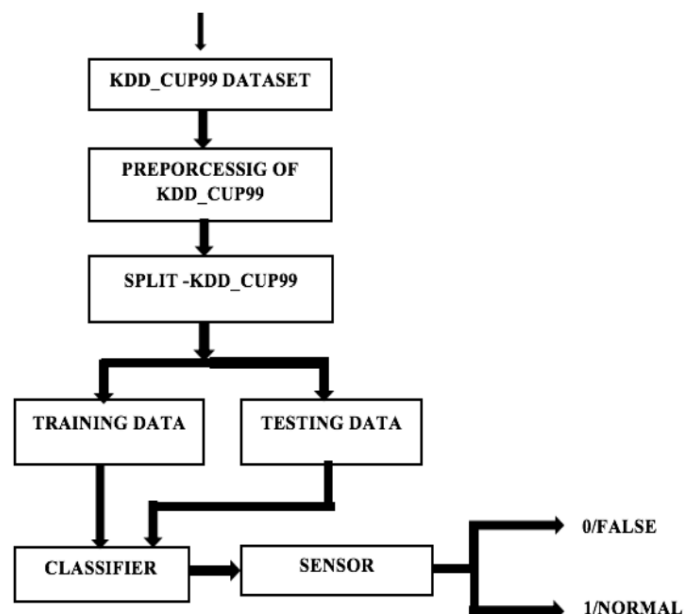 KDD_CUP99 DATASET
PREPORCESSIG OF
KDD_CUP99
SPLIT -KDD_CUP99
TRAINING DATA
TESTING DATA
CLASSIFIER
SENSOR
0/FALSE
1/NORMAL